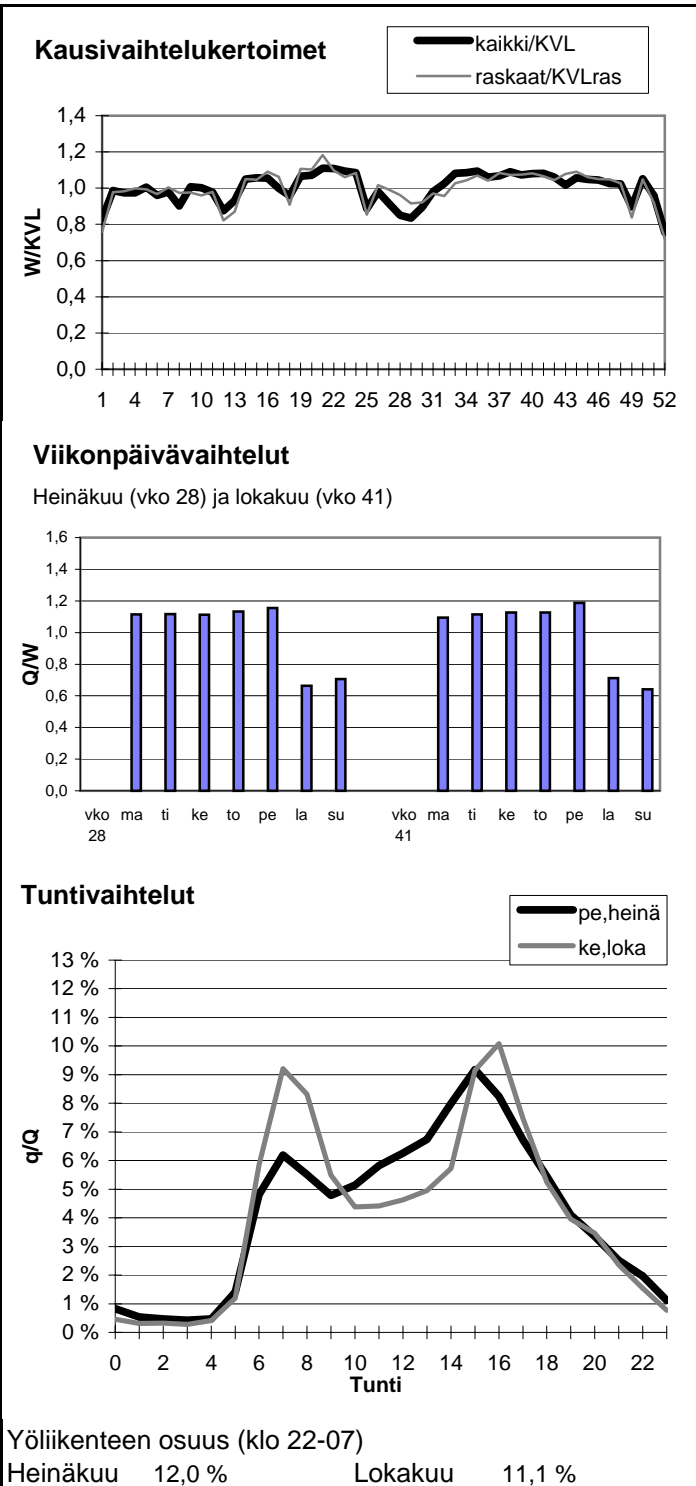 Kausivaihtelukertoimet
kaikki/KVL
raskaat/KVLras
1,4
1,2
1,0
0,8
0,6
0,4
0,2
0,0
W/KVL
1 4 7 10 13 16 19 22 25 28 31 34 37 40 43 46 49 52
Viikonpäivävaihtelut
Heinäkuu (vko 28) ja lokakuu (vko 41)
1,6
1,4
1,2
1,0
0,8
0,6
0,4
0,2
0,0
Q/W
vko ma ti ke to pe la su vko ma ti ke to pe la su
28 41
Tuntivaihtelut
pe,heinä
ke,loka
13 %
12 %
11 %
10 %
9 %
8 %
7 %
6 %
5 %
4 %
3 %
2 %
1 %
0 %
q/Q
0 2 4 6 8 10 12 14 16 18 20 22
Tunti
Yöliikenteen osuus (klo 22-07)
Heinäkuu 12,0 % Lokakuu 11,1 %